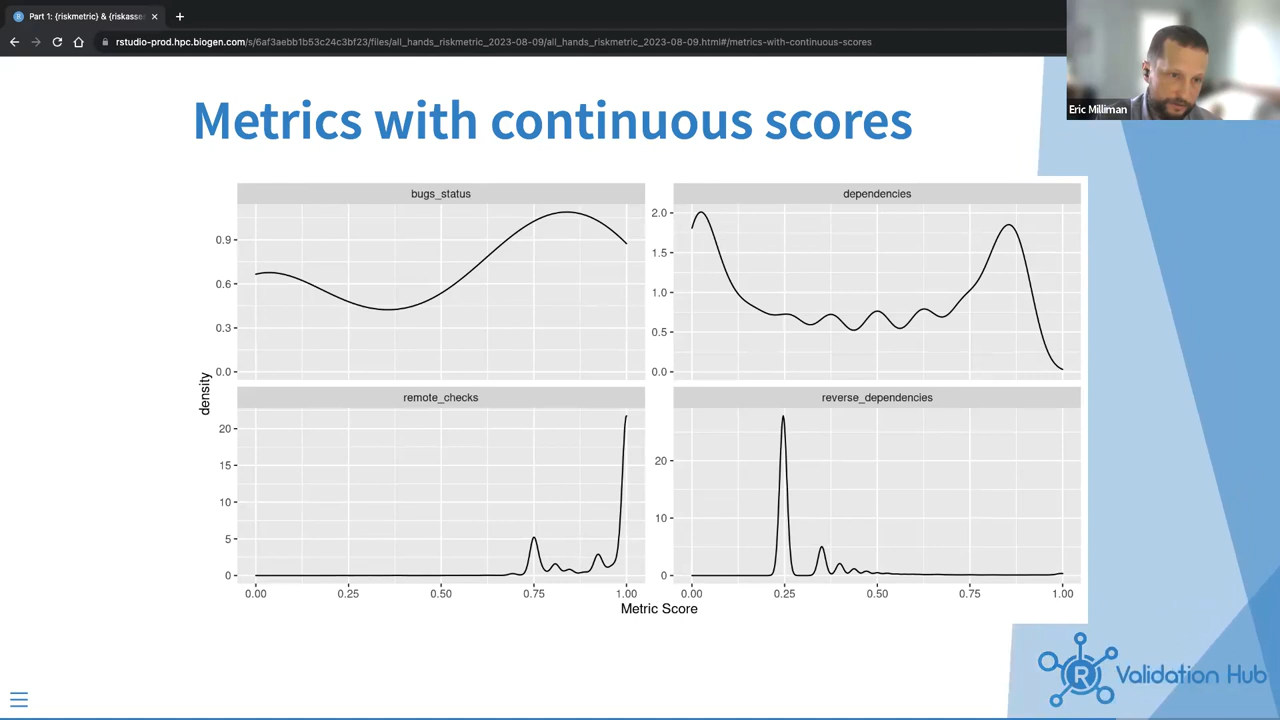 Part 1: {riskmetric} & {riskasses
rstudio-prod.hpc.biogen.com/s/6af3aebb1b53c24c3bf23/files/all_hands_riskmetric_2023-08-09/all_hands_riskmetric_2023-08-09.html#/metrics-with-continuous-scores
Eric Milliman
Metrics with continuous scores
bugs_status
0.9
0.6
0.3
0.0
dependencies
2.0
1.5
1.0
0.5
0.0
density
remote_checks
20
15
10
5
0
0.00 0.25 0.50 0.75 1.00
reverse_dependencies
20
10
0
0.00 0.25 0.50 0.75 1.00
Metric Score
R Validation Hub